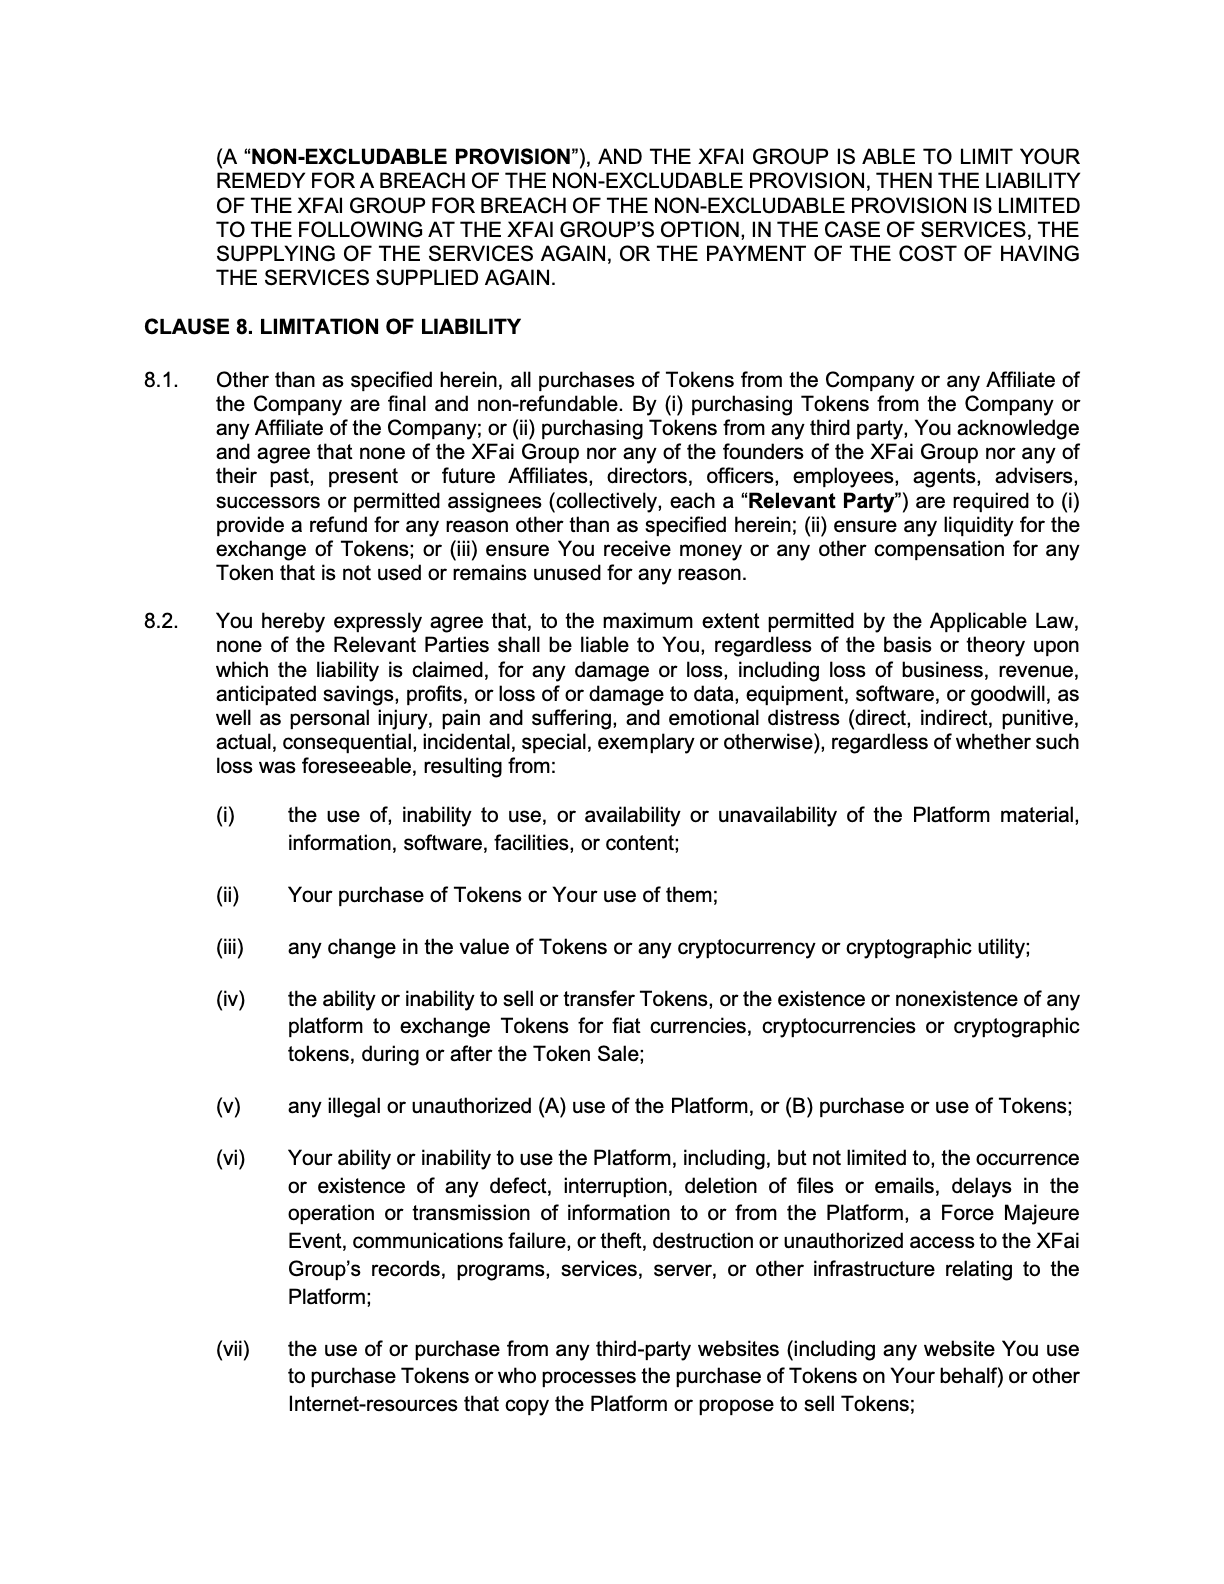 (A “NON-EXCLUDABLE PROVISION”), AND THE XFAI GROUP IS ABLE TO LIMIT YOUR
REMEDY FOR A BREACH OF THE NON-EXCLUDABLE PROVISION, THEN THE LIABILITY
OF THE XFAI GROUP FOR BREACH OF THE NON-EXCLUDABLE PROVISION IS LIMITED
TO THE FOLLOWING AT THE XFAI GROUP’S OPTION, IN THE CASE OF SERVICES, THE
SUPPLYING OF THE SERVICES AGAIN, OR THE PAYMENT OF THE COST OF HAVING
THE SERVICES SUPPLIED AGAIN.
CLAUSE 8. LIMITATION OF LIABILITY
8.1. Other than as specified herein, all purchases of Tokens from the Company or any Affiliate of
the Company are final and non-refundable. By (i) purchasing Tokens from the Company or
any Affiliate of the Company; or (ii) purchasing Tokens from any third party, You acknowledge
and agree that none of the XFai Group nor any of the founders of the XFai Group nor any of
their past, present or future Affiliates, directors, officers, employees, agents, advisers,
successors or permitted assignees (collectively, each a “Relevant Party”) are required to (i)
provide a refund for any reason other than as specified herein; (ii) ensure any liquidity for the
exchange of Tokens; or (iii) ensure You receive money or any other compensation for any
Token that is not used or remains unused for any reason.
8.2. You hereby expressly agree that, to the maximum extent permitted by the Applicable Law,
none of the Relevant Parties shall be liable to You, regardless of the basis or theory upon
which the liability is claimed, for any damage or loss, including loss of business, revenue,
anticipated savings, profits, or loss of or damage to data, equipment, software, or goodwill, as
well as personal injury, pain and suffering, and emotional distress (direct, indirect, punitive,
actual, consequential, incidental, special, exemplary or otherwise), regardless of whether such
loss was foreseeable, resulting from:
(i) the use of, inability to use, or availability or unavailability of the Platform material,
information, software, facilities, or content;
(ii) Your purchase of Tokens or Your use of them;
(iii) any change in the value of Tokens or any cryptocurrency or cryptographic utility;
(iv) the ability or inability to sell or transfer Tokens, or the existence or nonexistence of any
platform to exchange Tokens for fiat currencies, cryptocurrencies or cryptographic
tokens, during or after the Token Sale;
(v) any illegal or unauthorized (A) use of the Platform, or (B) purchase or use of Tokens;
(vi) Your ability or inability to use the Platform, including, but not limited to, the occurrence
or existence of any defect, interruption, deletion of files or emails, delays in the
operation or transmission of information to or from the Platform, a Force Majeure
Event, communications failure, or theft, destruction or unauthorized access to the XFai
Group’s records, programs, services, server, or other infrastructure relating to the
Platform;
(vii) the use of or purchase from any third-party websites (including any website You use
to purchase Tokens or who processes the purchase of Tokens on Your behalf) or other
Internet-resources that copy the Platform or propose to sell Tokens;